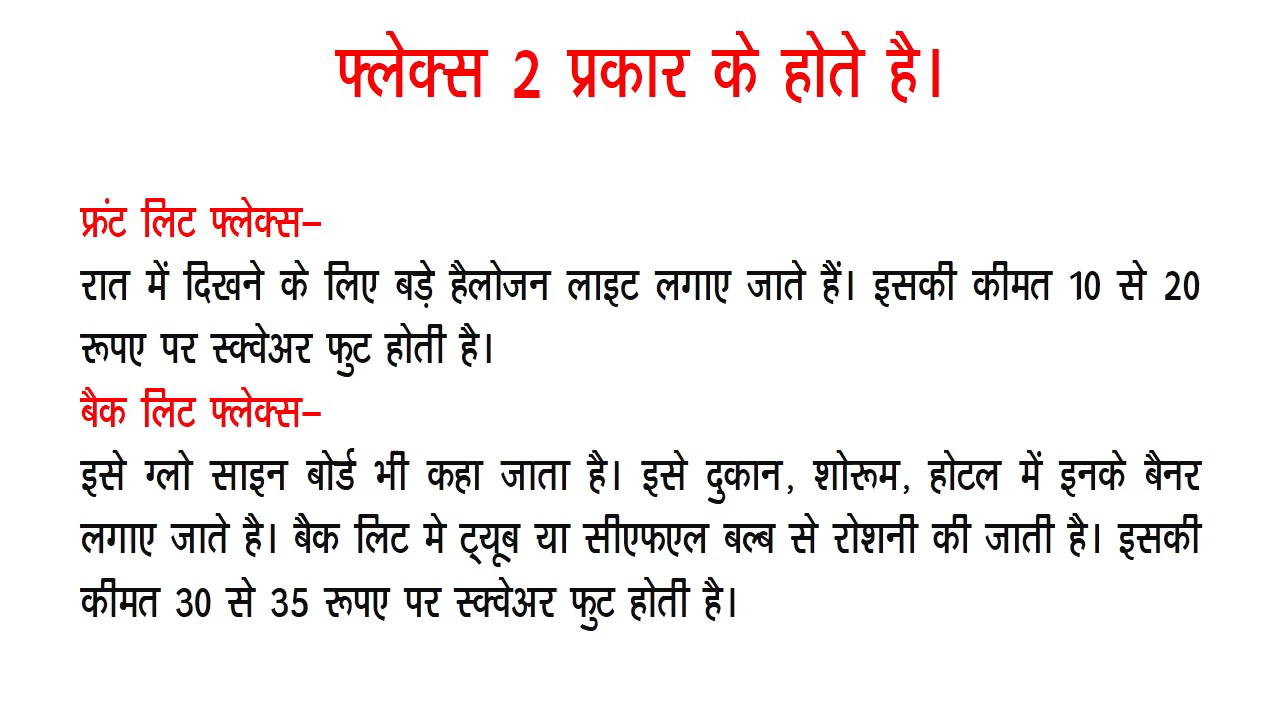 फ्लेक्स 2 प्रकार के होते है।
फ्रंट लिट फ्लेक्स–
रात में दिखने के लिए बड़े हैलोजन लाइट लगाए जाते हैं। इसकी कीमत 10 से 20
रूपए पर स्क्वेअर फुट होती है।
बैक लिट फ्लेक्स–
इसे ग्लो साइन बोर्ड भी कहा जाता है। इसे दुकान, शोरूम, होटल में इनके बैनर
लगाए जाते है। बैक लिट मे ट्यूब या सीएफएल बल्ब से रोशनी की जाती है। इसकी
कीमत 30 से 35 रूपए पर स्क्वेअर फुट होती है।